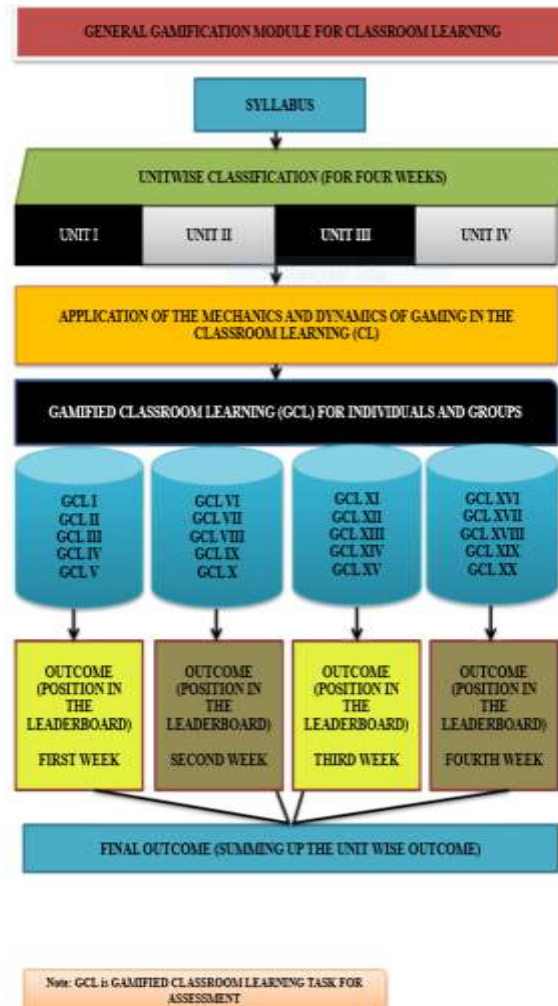 GENERAL GAMIFICATION MODULE FOR CLASSROOM LEARNING
SYLLABUS
UNITWISE CLASSIFICATION (FOR FOUR WEEKS)
UNIT I
UNIT II
UNIT III
UNIT IV
APPLICATION OF THE MECHANICS AND DYNAMICS OF GAMING IN THE
CLASSROOM LEARNING (CL)
GAMIFIED CLASSROOM LEARNING (GCL) FOR INDIVIDUALS AND GROUPS
GCL I
GCL II
GCL III
GCL IV
GCL V
GCL VI
GCL VII
GCL VIII
GCL IX
GCL X
GCL XI
GCL XII
GCL XIII
GCL XIV
GCL XV
GCL XVI
GCL XVII
GCL XVIII
GCL XIX
GCL XX
OUTCOME
(POSITION IN
THE
LEADERBOARD)
FIRST WEEK
OUTCOME
(POSITION IN
THE
LEADERBOARD)
SECOND WEEK
OUTCOME
(POSITION IN
THE
LEADERBOARD)
THIRD WEEK
OUTCOME
(POSITION IN
THE
LEADERBOARD)
FOURTH WEEK
FINAL OUTCOME (SUMMING UP THE UNIT WISE OUTCOME)
Note: GCL is GAMIFIED CLASSROOM LEARNING TASK FOR
ASSESSMENT